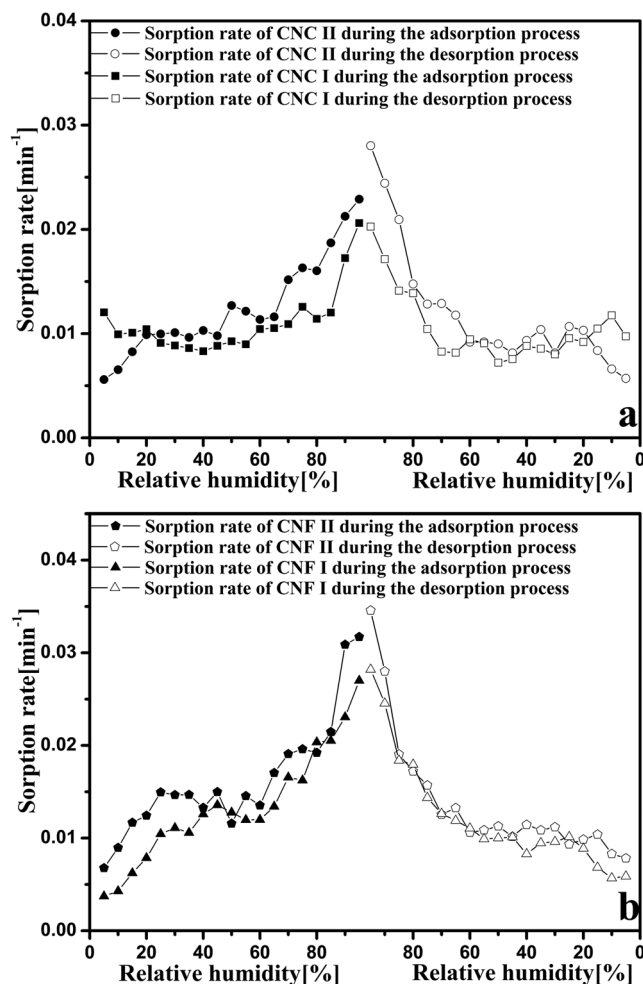 0.04
Sorption rate of CNC II during the adsorption process
Sorption rate of CNC II during the desorption process
Sorption rate of CNC I during the adsorption process
Sorption rate of CNC I during the desorption process
0.03
0.02
0.01
0.00
Sorption rate[min⁻¹]
a
0 20 40 60 80 80 60 40 20 0
Relative humidity[%] Relative humidity[%]
Sorption rate of CNF II during the adsorption process
Sorption rate of CNF II during the desorption process
Sorption rate of CNF I during the adsorption process
Sorption rate of CNF I during the desorption process
0.04
0.03
0.02
0.01
0.00
Sorption rate[min⁻¹]
b
0 20 40 60 80 80 60 40 20 0
Relative humidity[%] Relative humidity[%]